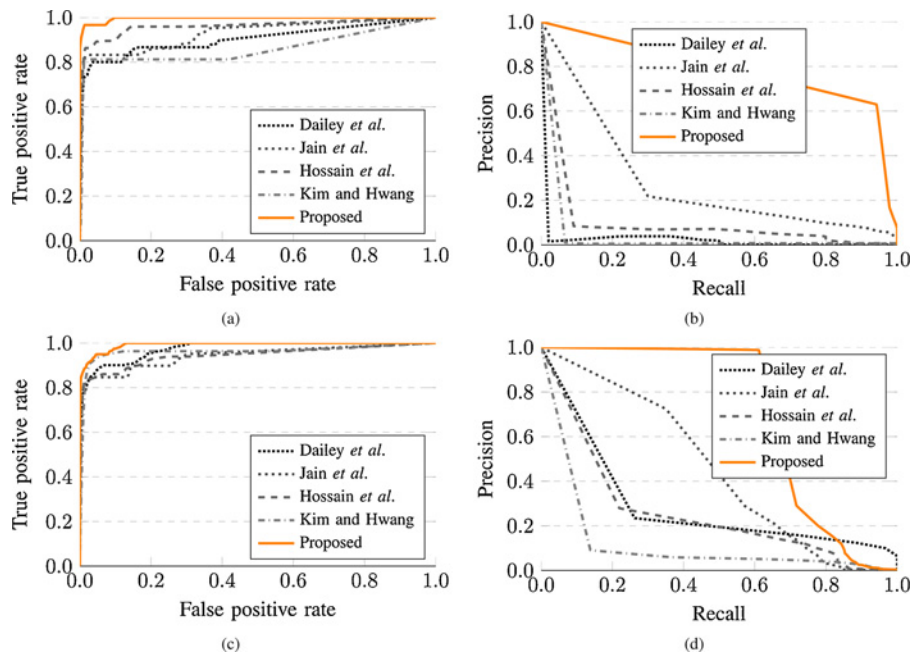 1.0
0.8
0.6
0.4
0.2
0.0
True positive rate
Dailey et al.
Jain et al.
Hossain et al.
Kim and Hwang
Proposed
0.0 0.2 0.4 0.6 0.8 1.0
False positive rate
(a)
1.0
0.8
0.6
0.4
0.2
0.0
Precision
Dailey et al.
Jain et al.
Hossain et al.
Kim and Hwang
Proposed
0.0 0.2 0.4 0.6 0.8 1.0
Recall
(b)
1.0
0.8
0.6
0.4
0.2
0.0
True positive rate
Dailey et al.
Jain et al.
Hossain et al.
Kim and Hwang
Proposed
0.0 0.2 0.4 0.6 0.8 1.0
False positive rate
(c)
1.0
0.8
0.6
0.4
0.2
0.0
Precision
Dailey et al.
Jain et al.
Hossain et al.
Kim and Hwang
Proposed
0.0 0.2 0.4 0.6 0.8 1.0
Recall
(d)